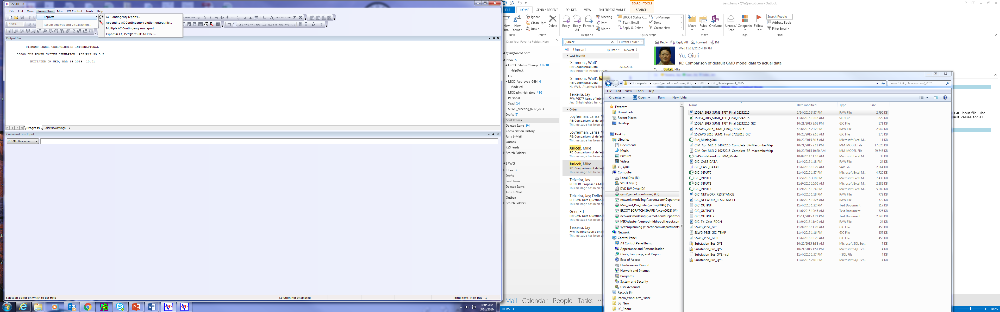 PSS®E 33
File Edit View Power Flow Misc I/O Control Tools Help
Reports
Results Analysis and Visualization...
AC Contingency reports...
Append to AC Contingency solution output file...
Multiple AC Contingency run report...
Export ACCC, PV/QV results to Excel...
100%
Output Bar
SIEMENS POWER TECHNOLOGIES INTERNATIONAL
50000 BUS POWER SYSTEM SIMULATOR--PSS(R)E-33.5.2
INITIATED ON WED, MAR 16 2016 10:01
Progress Alerts/Warnings
Command Line Input
PSS®E Response
Select an object on which to get Help Solution not attempted Bind items Next bus - 1
10:05 AM
3/16/2016
Sent Items - QYu@ercot.com - Outlook
SEARCH TOOLS
FILE HOME SEND / RECEIVE FOLDER VIEW ENTERPRISE VAULT SEARCH
New Email
New Items
Ignore
Clean Up
Junk
Delete
Reply
Reply All
Forward
Meeting
IM
More
ERCOT Status C...
Team Email
Reply & Delete
To Manager
Done
Create New
Move
Rules
OneNote
Unread/ Read
Categorize
Follow Up
Search People
Address Book
Filter Email
New Delete Respond Quick Steps Move Tags Find
Drag Your Favorite Folders Here
QYu@ercot.com
Inbox 5
ERCOT Status Change 18530
HelpDesk
HR
MOD_Approved_GEN 4
Modeled
MODadministrators 410
Personal
Saad 14
SPWG_Meeting_0717_2014
Drafts [9]
Sent Items
Deleted Items 94
Conversation History
Junk E-Mail
Outbox
RSS Feeds
Search Folders
SPWG
Inbox 3
Drafts
Sent Items
Deleted Items
Junk E-Mail
Outbox
Search Folders
juricek Current Folder
All Unread By Date Newest
Last Month
'Simmons, Walt'
RE: Geophysical Data 2/18/2016
This input file includes three
'Simmons, Walt'; Juricek
RE: Geophysical Data
Hi, Walt, Attached is the
Teixeira, Jay
FW: PGDTF items of inter
Jay, I highlighted her co
Older
Loyferman, Larisa M
RE: Comparison of defau
This message has been a
Loyferman, Larisa M
RE: Comparison of defau
This message has been a
Juricek, Mike
RE: Comparison of defau
This message has been a
Juricek, Mike
RE: Comparison of defau
This message has been a
Teixeira, Jay
RE: NERC Proposed GMD
This message has been a
Teixeira, Jay; Deller
RE: GMD Data Question
This message has been a
Geer, Ed
RE: GMD Data Question
This message has been a
Teixeira, Jay
FW: Training course on m
This message has been a
Reply Reply All Forward IM
Wed 11/11/2015 4:20 PM
Yu, Qiuli
RE: Comparison of default GMD model data to actual data
To Juricek, Mike
GIC input file. The
ault values for all
Mail Calendar People Tasks ...
ITEMS: 11
100%
Computer qyu (\\ercot.com\users) (O:) GMD GIC_Development_2015
Search GIC_Development_2015
File Edit View Tools Help
Organize Open Burn New folder
Favorites
Downloads
Recent Places
Desktop
Desktop
Libraries
Documents
Music
Pictures
Videos
Yu, Qiuli
Computer
Local Disk (B:)
SYSTEM (C:)
DVD RW Drive (D:)
qyu (\\ercot.com\users) (O:)
network modeling (\\ercot.com\Departme
Mos_and_Pos_Data (\\cpwp004b) (S:)
ERCOT SCRATCH SHARE (\\cpw0028) (V:)
network modeling (\\ercot.com\Departme
MIRAdapter (\\nprodmiddropoff.ercot.com
systemplanning (\\ercot.com\departments
Network
Control Panel
All Control Panel Items
Appearance and Personalization
Clock, Language, and Region
Ease of Access
Hardware and Sound
Network and Internet
Programs
System and Security
User Accounts
Recycle Bin
Intern_WindFarm_Slider
LG_New
LG_Phone
Name Date modified Type Size
15DSA_2015_SUM1_TPIT_Final_02242015 2/24/2015 3:37 PM RAW File 2,796 KB
15DSA_2015_SUM1_TPIT_Final_02242015 11/6/2015 10:18 AM SLD File 829 KB
15DSA_2015_SUM1_TPIT_Final_02242015_GIC 10/21/2015 2:01 PM GIC File 171 KB
15SSWG_2016_SUM1_Final_07012015 6/26/2015 2:12 PM RAW File 2,042 KB
15SSWG_2016_SUM1_Final_07012015_GIC 10/20/2015 9:16 AM GIC File 175 KB
Bus_MissingSub 10/22/2015 8:15 AM Microsoft Excel M... 11 KB
CIM_Apr_ML1_1_04072015_Complete_BR-MacomberMap 10/21/2015 2:11 PM MM_MODEL File 17,620 KB
CIM_Oct_ML3_2_10272015_Complete_BR-MacomberMap 10/20/2015 10:20 AM MM_MODEL File 29,746 KB
GetSubstationsFromMM_Model 10/8/2014 11:10 AM Microsoft Excel M... 33 KB
GIC_CASE_DATA 11/4/2015 1:18 PM RAW File 24 KB
GIC_CASE_DATA1 11/6/2015 10:29 AM SAV File 2,364 KB
GIC_INPUT0 11/4/2015 1:37 PM Microsoft Excel M... 4,720 KB
GIC_INPUT1 11/5/2015 3:18 PM Microsoft Excel M... 7,430 KB
GIC_INPUT2 11/9/2015 10:06 AM Microsoft Excel M... 2,382 KB
GIC_INPUT3 11/9/2015 1:24 PM Microsoft Excel M... 5,289 KB
GIC_NETWORK_RESISTANCE 11/4/2015 1:18 PM RAW File 779 KB
GIC_NETWORK_RESISTANCE1 11/6/2015 10:26 AM RAW File 779 KB
GIC_OUTPUT 11/4/2015 1:22 PM Text Document 117 KB
GIC_OUTPUT1 11/6/2015 10:45 AM Text Document 725 KB
GIC_OUTPUT2 11/11/2015 4:21 PM Text Document 2,348 KB
GIC_To_Case_RDCH 11/9/2015 11:40 AM RAW File 24 KB
SSWG_PSSE_GIC 11/9/2015 11:28 AM GIC File 450 KB
SSWG_PSSE_GIC_TEMP 11/4/2015 1:16 PM GIC File 457 KB
SSWG_PSSE_GIC0 11/6/2015 10:25 AM GIC File 455 KB
Substation_Bus_QY1 10/20/2015 8:38 AM Microsoft SQL Ser... 7 KB
Substation_Bus_QY2 10/21/2015 1:51 PM Microsoft SQL Ser... 4 KB
Substation_Bus_QY3.~sql 11/4/2015 1:57 PM ~SQL File 4 KB
Substation_Bus_QY3 11/4/2015 2:01 PM Microsoft SQL Ser... 4 KB